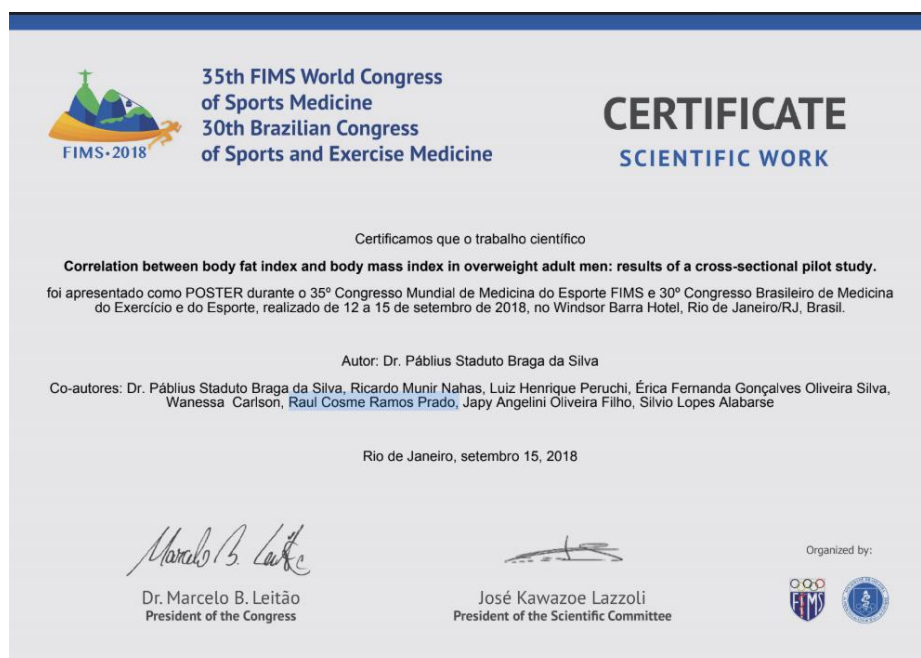 35th FIMS World Congress
of Sports Medicine
30th Brazilian Congress
of Sports and Exercise Medicine
FIMS•2018
CERTIFICATE
SCIENTIFIC WORK
Certificamos que o trabalho científico
Correlation between body fat index and body mass index in overweight adult men: results of a cross-sectional pilot study.
foi apresentado como POSTER durante o 35º Congresso Mundial de Medicina do Esporte FIMS e 30º Congresso Brasileiro de Medicina
do Exercício e do Esporte, realizado de 12 a 15 de setembro de 2018, no Windsor Barra Hotel, Rio de Janeiro/RJ, Brasil.
Autor: Dr. Páblius Staduto Braga da Silva
Co-autores: Dr. Páblius Staduto Braga da Silva, Ricardo Munir Nahas, Luiz Henrique Peruchi, Érica Fernanda Gonçalves Oliveira Silva,
Wanessa Carlson, Raul Cosme Ramos Prado, Japy Angelini Oliveira Filho, Silvio Lopes Alabarse
Rio de Janeiro, setembro 15, 2018
Marcelo B. Leitão
Dr. Marcelo B. Leitão
President of the Congress
José Kawazoe Lazzoli
President of the Scientific Committee
Organized by:
FIMS